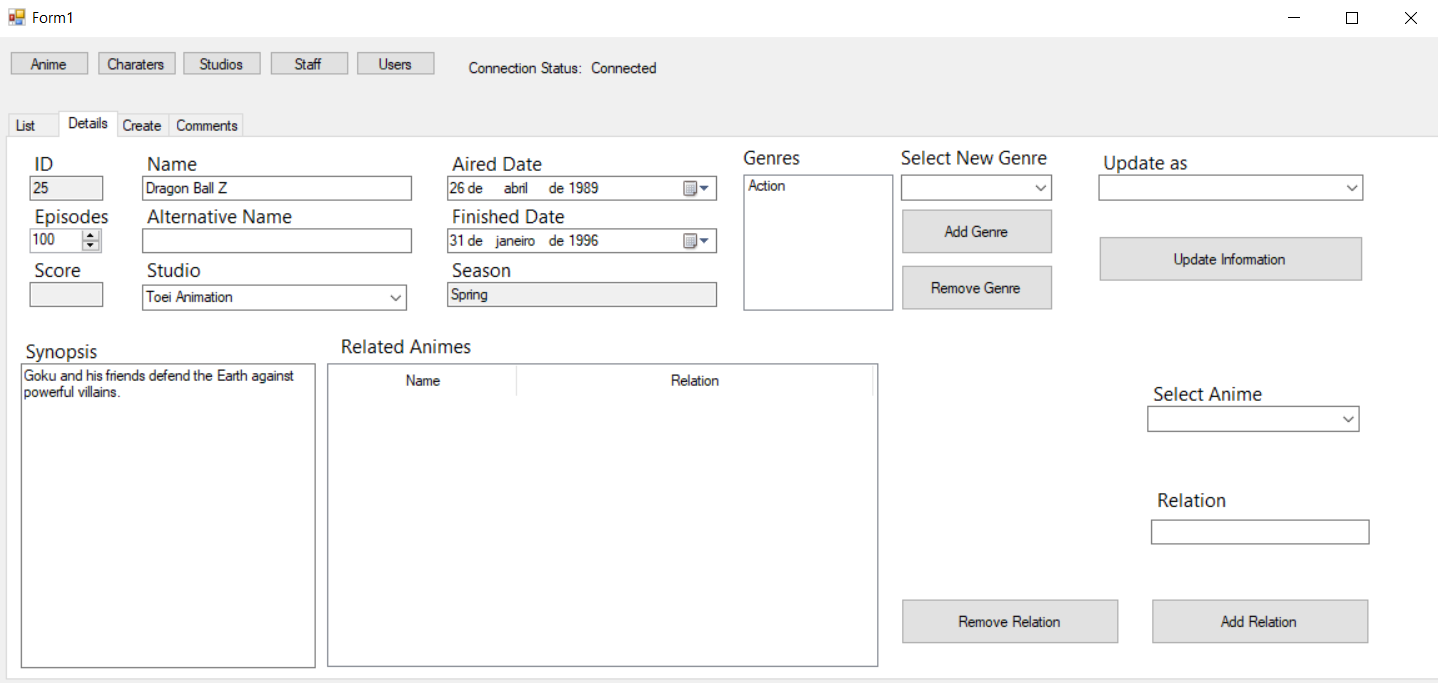 Form1
Anime Charaters Studios Staff Users Connection Status: Connected
List Details Create Comments
ID Name Aired Date Genres Select New Genre Update as
25 Dragon Ball Z 26 de abril de 1989 Action
Episodes Alternative Name Finished Date Add Genre
100 31 de janeiro de 1996 Update Information
Score Studio Season Remove Genre
Toei Animation Spring
Synopsis Related Animes
Goku and his friends defend the Earth against
powerful villains.
Name Relation
Select Anime
Relation
Remove Relation Add Relation